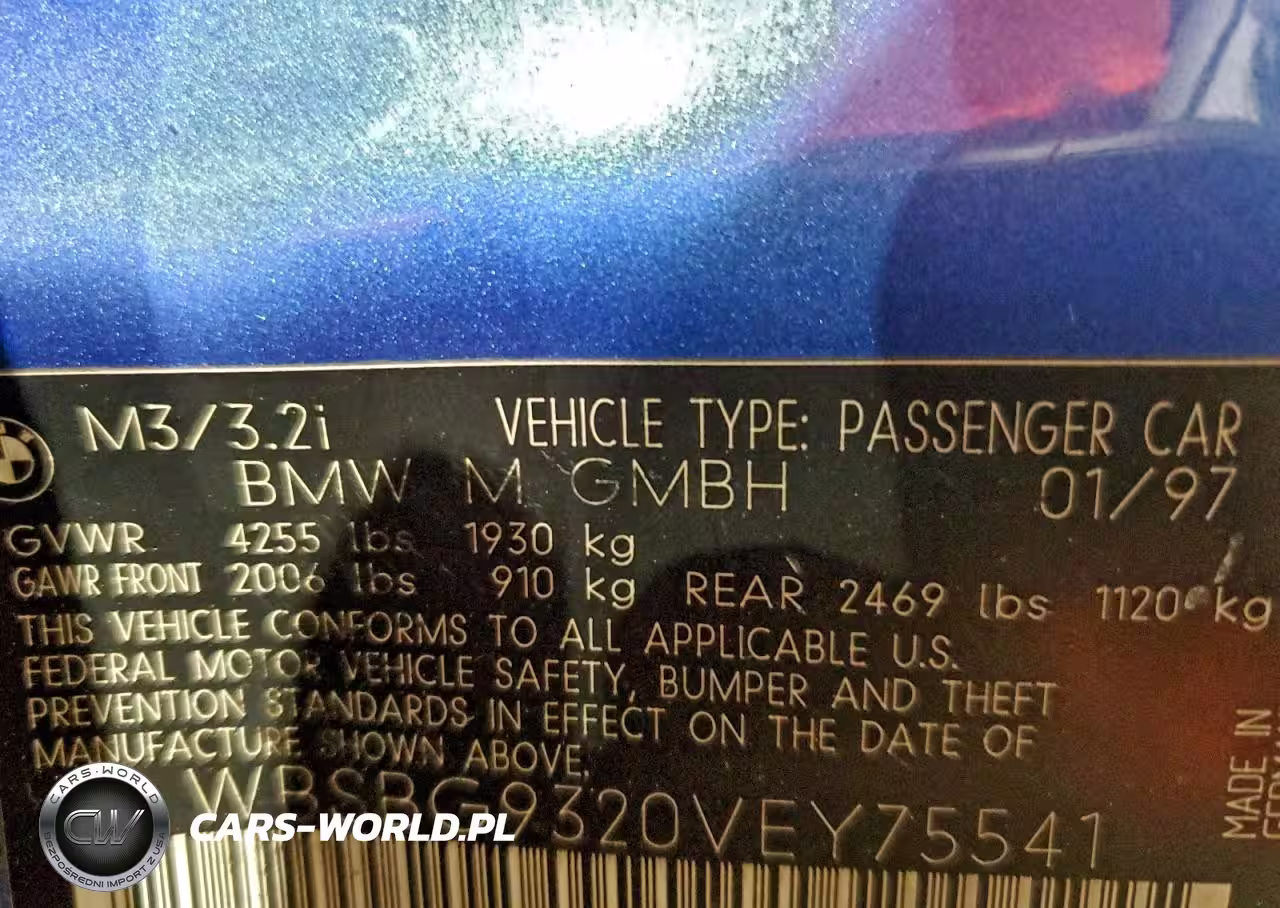 M3/3.2i VEHICLE TYPE: PASSENGER CAR
BMW M GMBH 01/97
GVWR 4255 lbs 1930 kg
GAWR FRONT 2006 lbs 910 kg REAR 2469 lbs 1120 kg
THIS VEHICLE CONFORMS TO ALL APPLICABLE U.S.
FEDERAL MOTOR VEHICLE SAFETY, BUMPER AND THEFT
PREVENTION STANDARDS IN EFFECT ON THE DATE OF
MANUFACTURE SHOWN ABOVE.
WBSBG9320VEY75541
MADE IN
CARS-WORLD
CW
BEZPOŚREDNI IMPORT Z USA
CARS-WORLD.PL